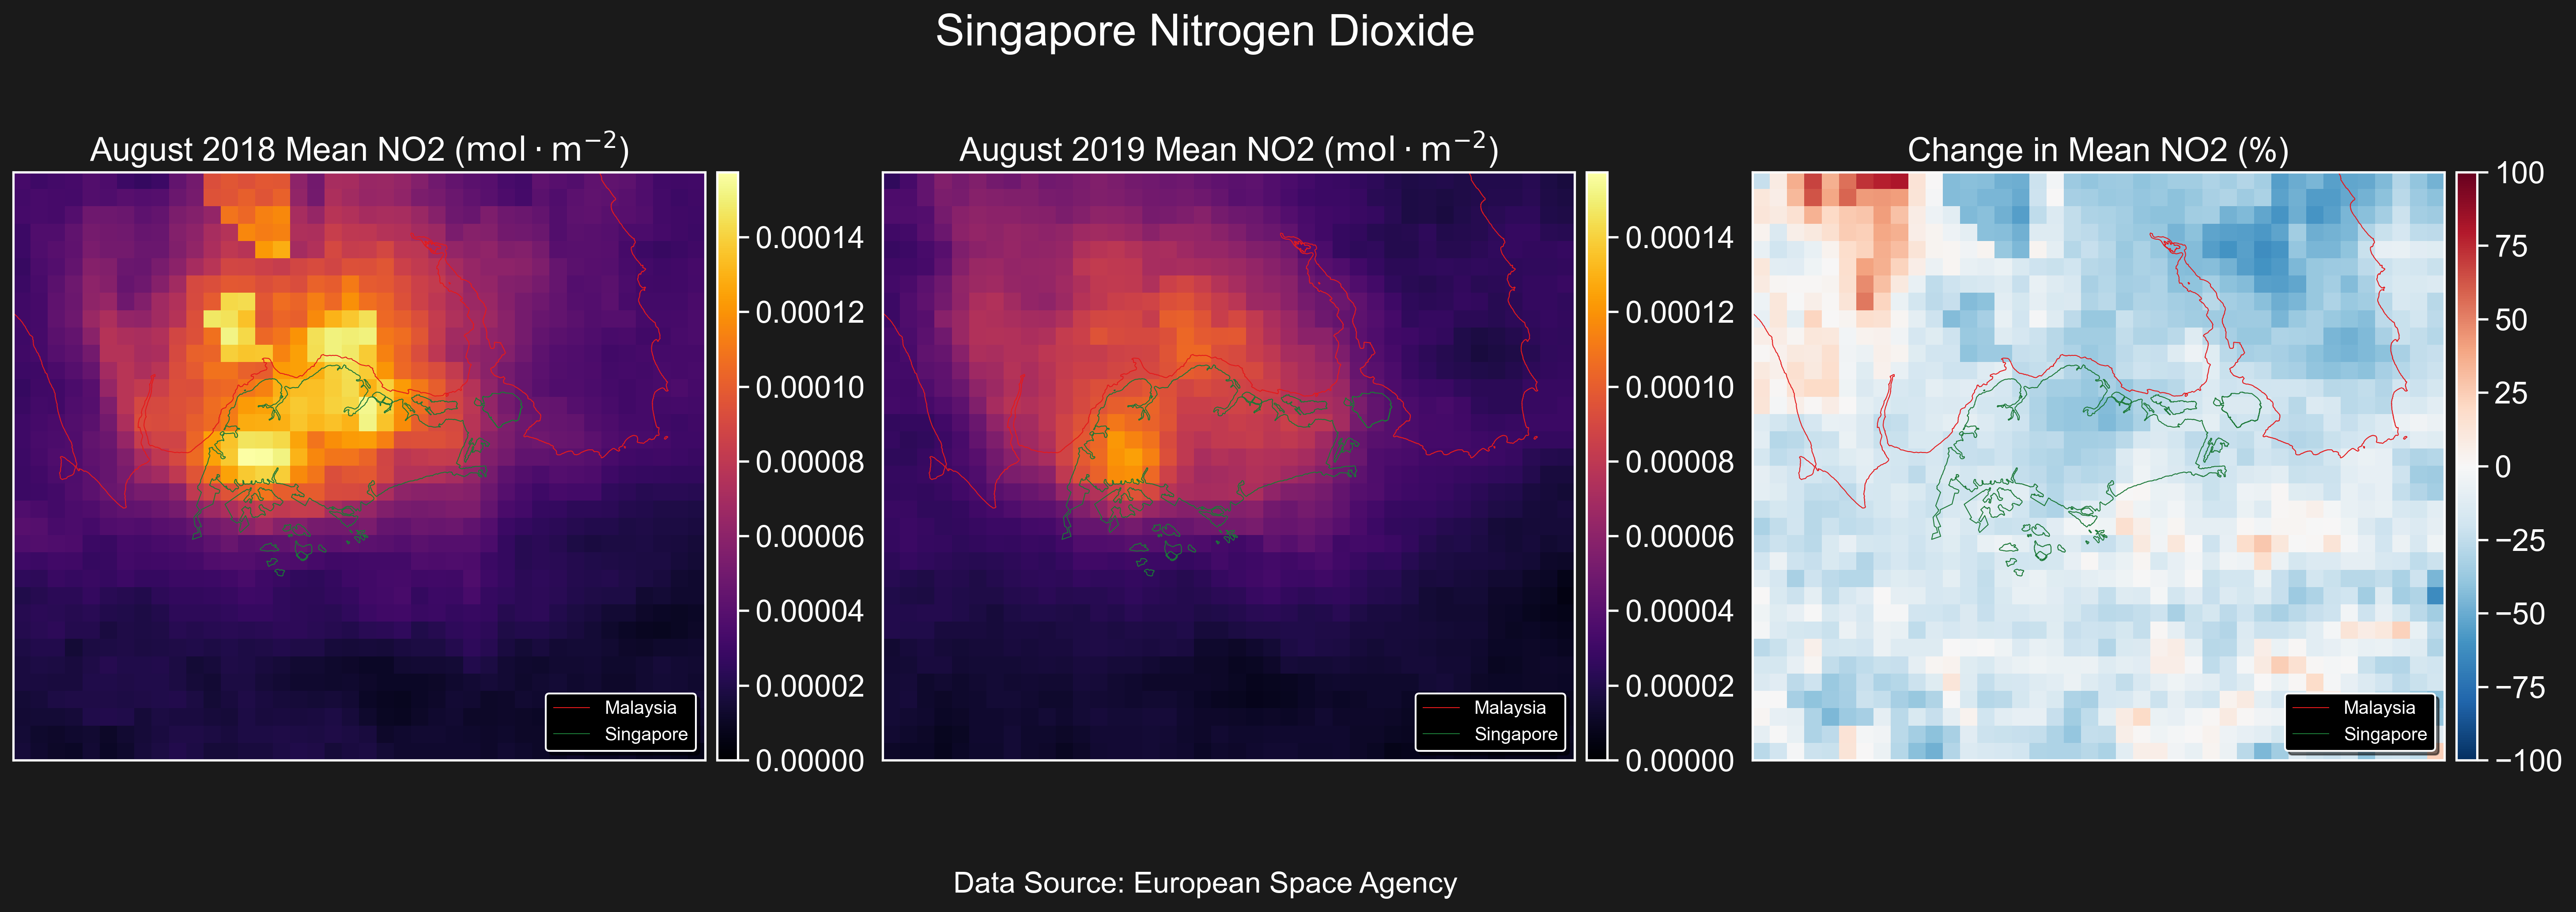 Singapore Nitrogen Dioxide
August 2018 Mean NO2 (mol · m⁻²)
0.00014
0.00012
0.00010
0.00008
0.00006
0.00004
0.00002
0.00000
Malaysia
Singapore
August 2019 Mean NO2 (mol · m⁻²)
0.00014
0.00012
0.00010
0.00008
0.00006
0.00004
0.00002
0.00000
Malaysia
Singapore
Change in Mean NO2 (%)
100
75
50
25
0
−25
−50
−75
−100
Malaysia
Singapore
Data Source: European Space Agency